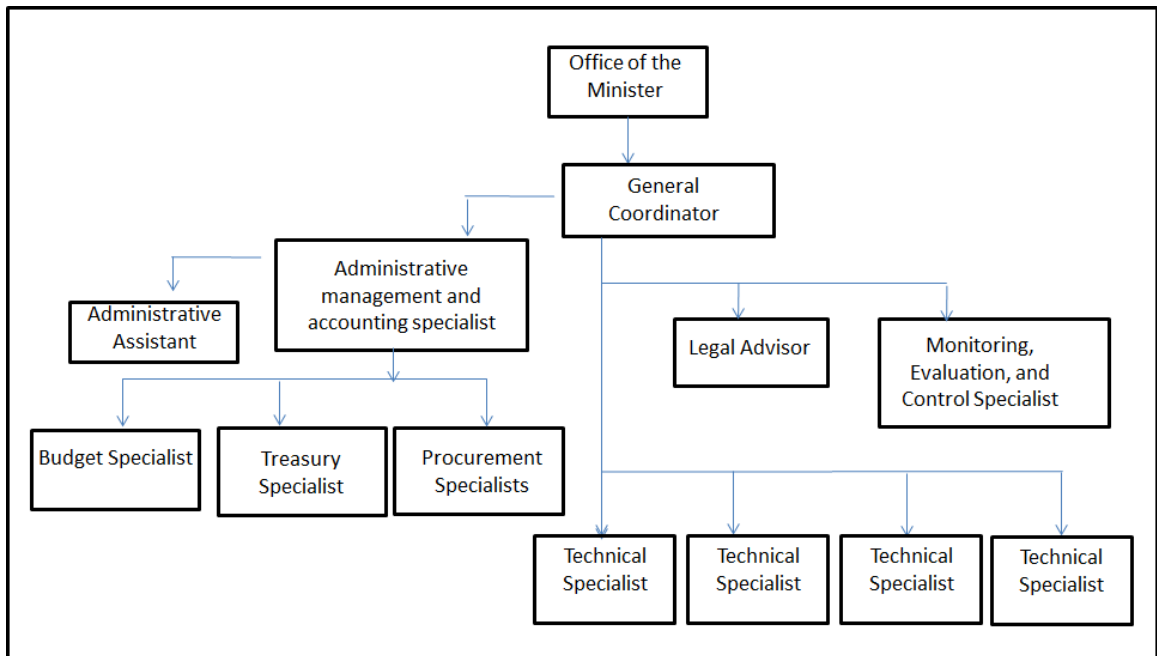 Office of the
Minister
General
Coordinator
Administrative
management and
accounting specialist
Administrative
Assistant
Legal Advisor
Monitoring,
Evaluation, and
Control Specialist
Budget Specialist
Treasury
Specialist
Procurement
Specialists
Technical
Specialist
Technical
Specialist
Technical
Specialist
Technical
Specialist